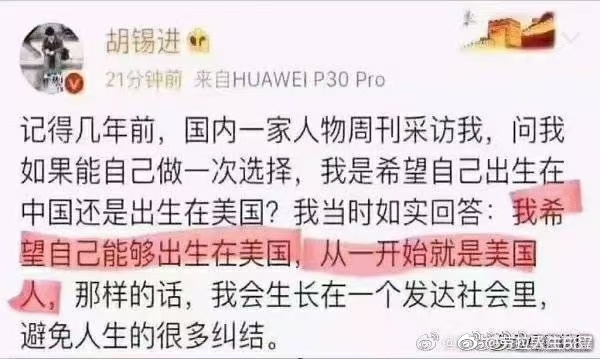 胡锡进
21分钟前 来自HUAWEI P30 Pro
记得几年前，国内一家人物周刊采访我，问我
如果能自己做一次选择，我是希望自己出生在
中国还是出生在美国？我当时如实回答：我希
望自己能够出生在美国，从一开始就是美国
人，那样的话，我会生长在一个发达社会里，
避免人生的很多纠结。